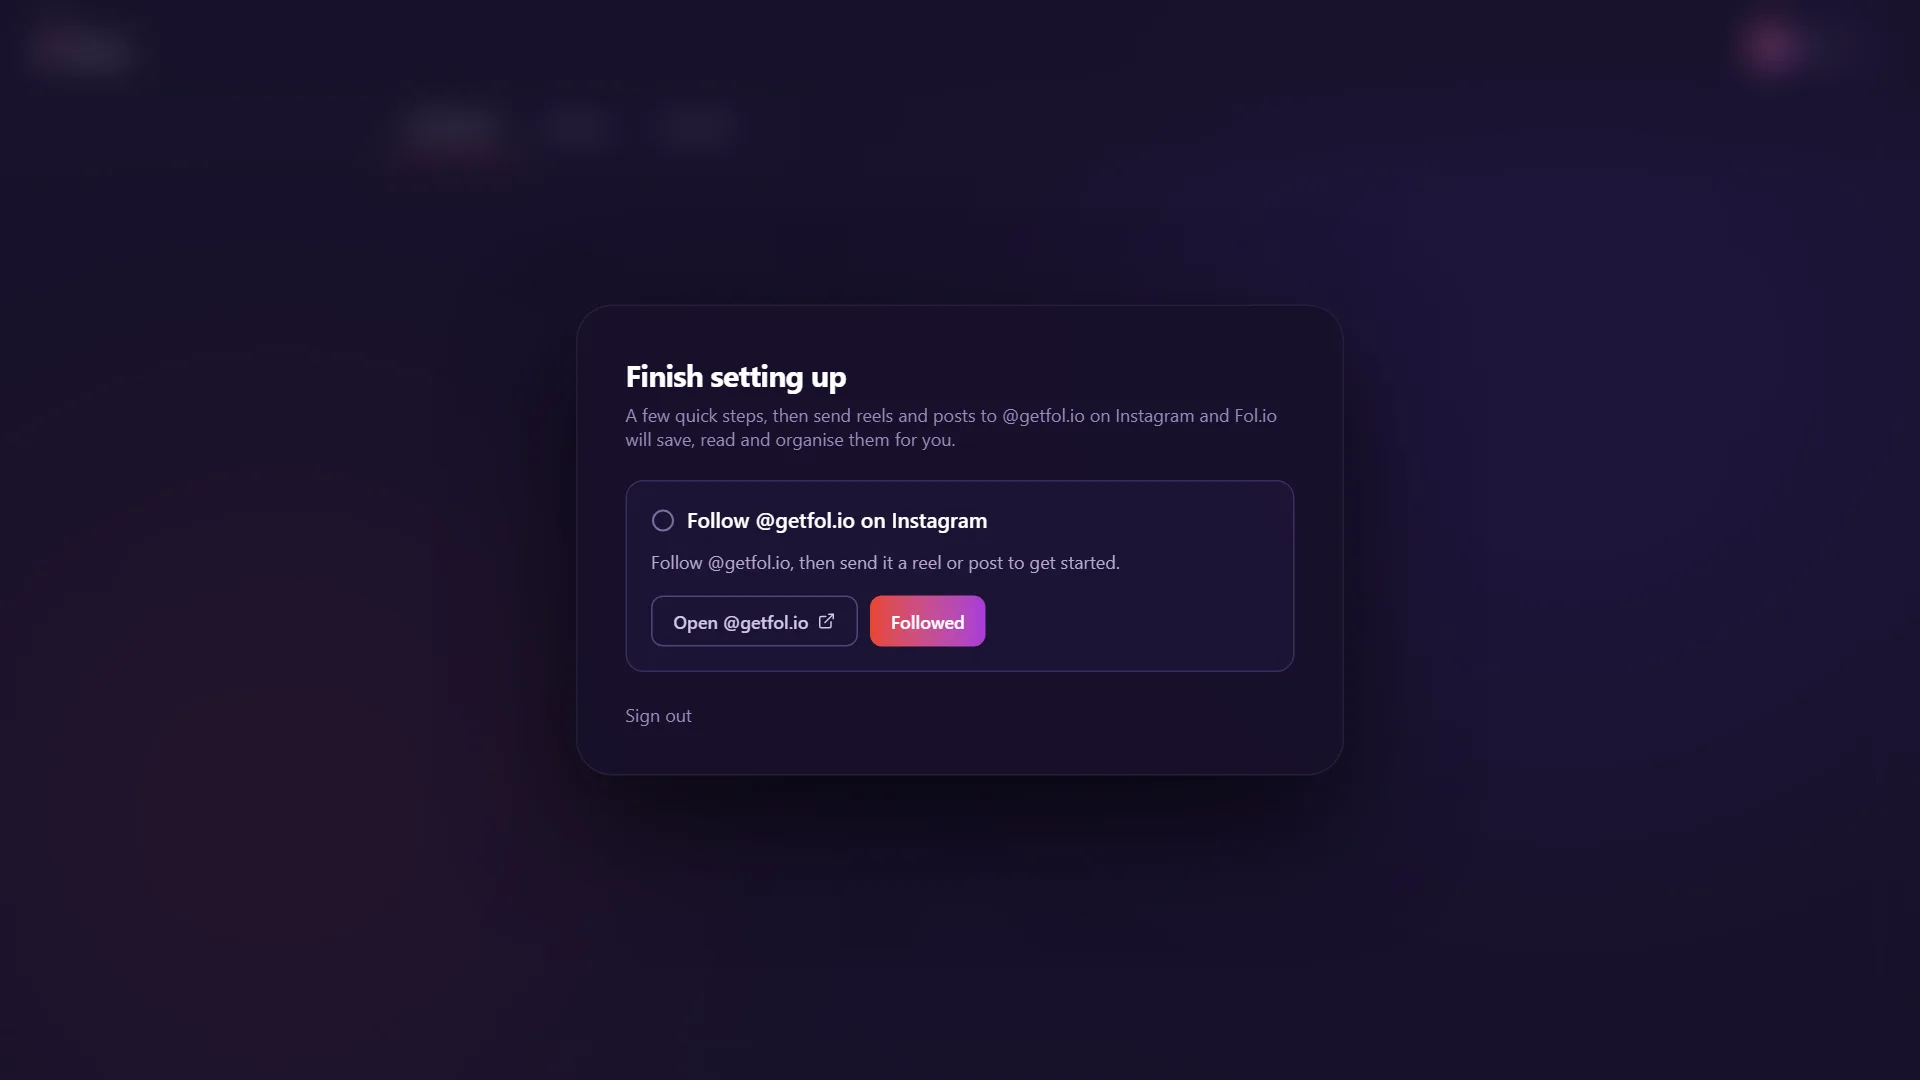 Finish setting up
A few quick steps, then send reels and posts to @getfol.io on Instagram and Fol.io
will save, read and organise them for you.
Follow @getfol.io on Instagram
Follow @getfol.io, then send it a reel or post to get started.
Open @getfol.io
Followed
Sign out